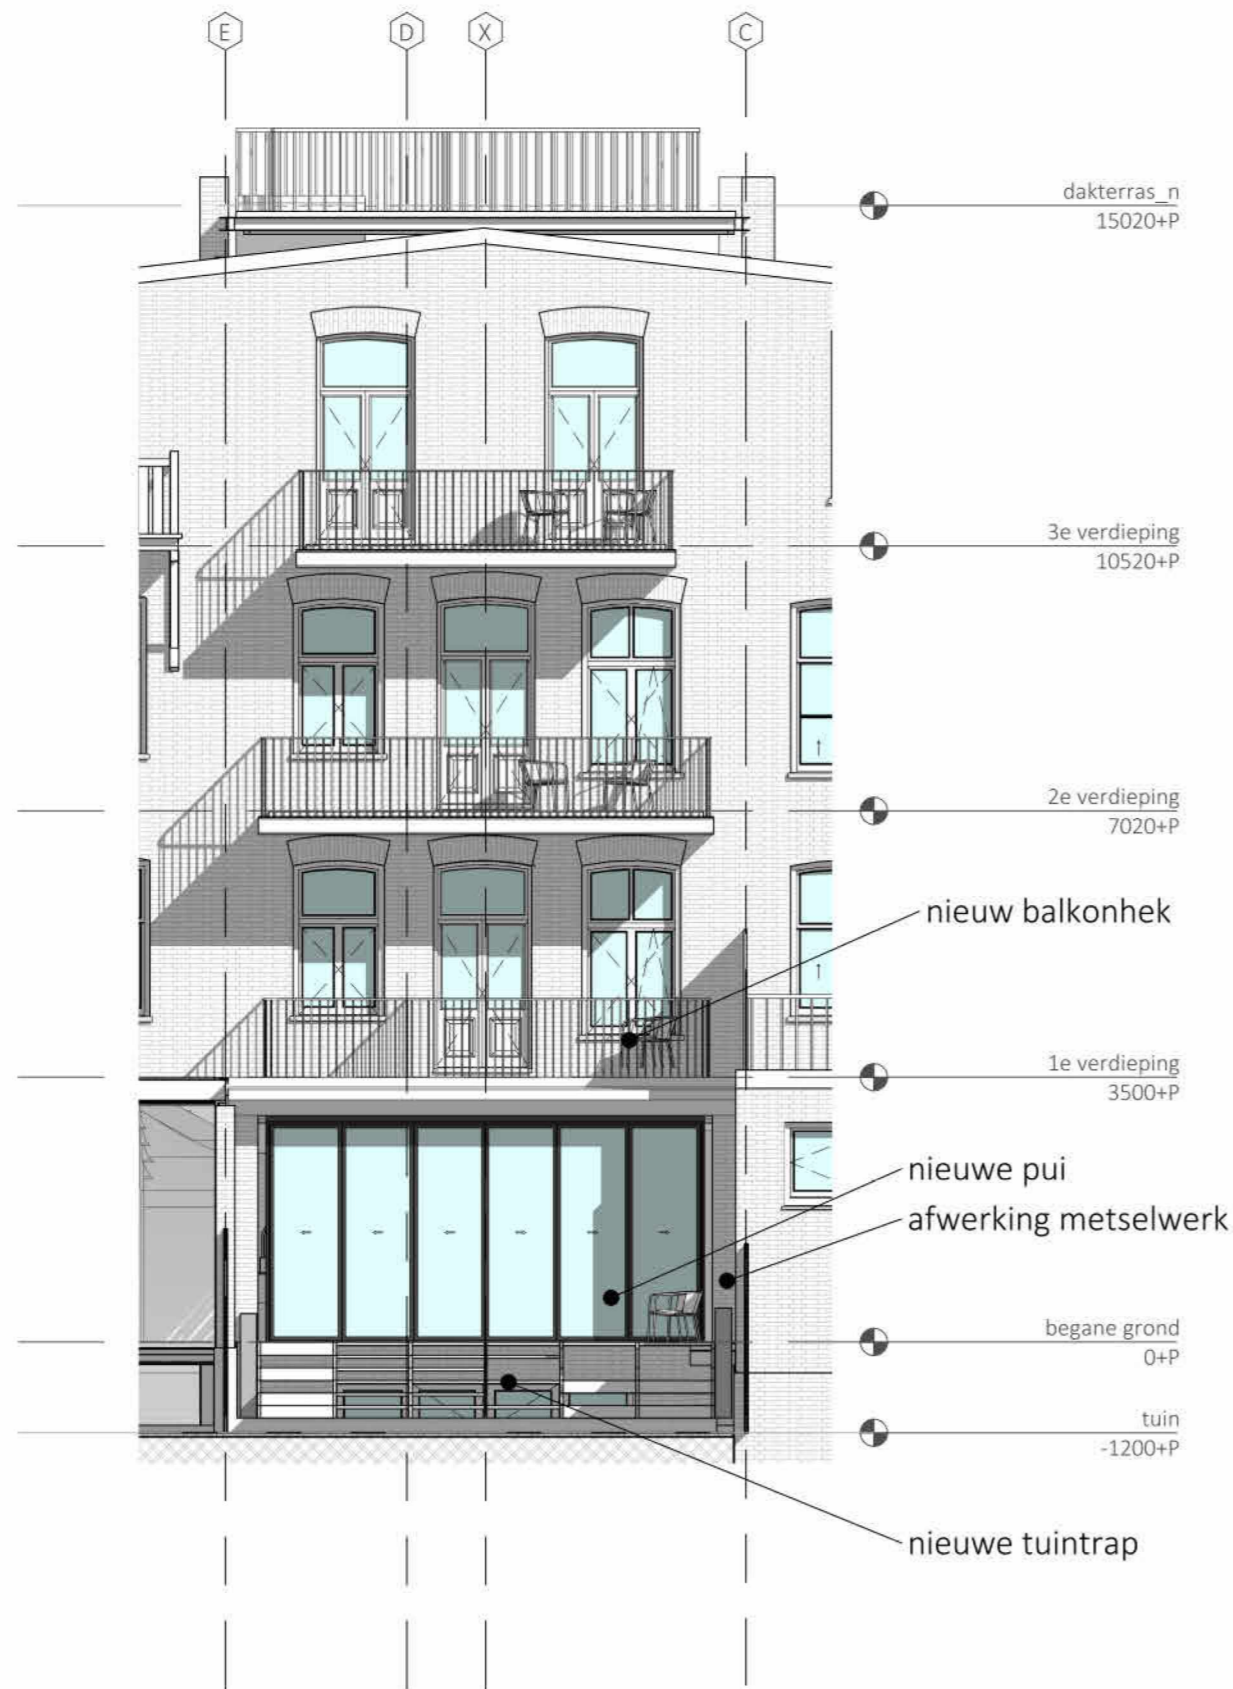 E
D
X
C
dakterras_n
15020+P
3e verdieping
10520+P
2e verdieping
7020+P
nieuw balkonhek
1e verdieping
3500+P
nieuwe pui
afwerking metselwerk
begane grond
0+P
tuin
-1200+P
nieuwe tuintrap